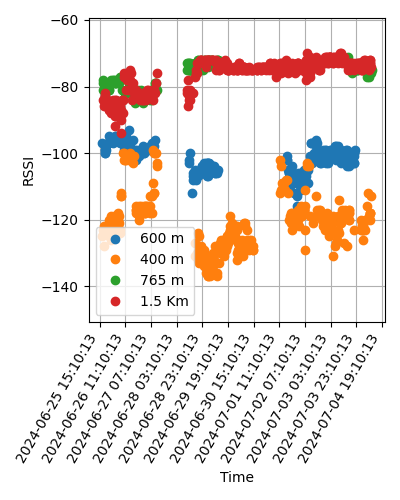 −60
−80
−100
−120
−140
RSSI
600 m
400 m
765 m
1.5 Km
2024-06-25 15:10:13
2024-06-26 11:10:13
2024-06-27 07:10:13
2024-06-28 03:10:13
2024-06-28 23:10:13
2024-06-29 19:10:13
2024-06-30 15:10:13
2024-07-01 11:10:13
2024-07-02 07:10:13
2024-07-03 03:10:13
2024-07-03 23:10:13
2024-07-04 19:10:13
Time